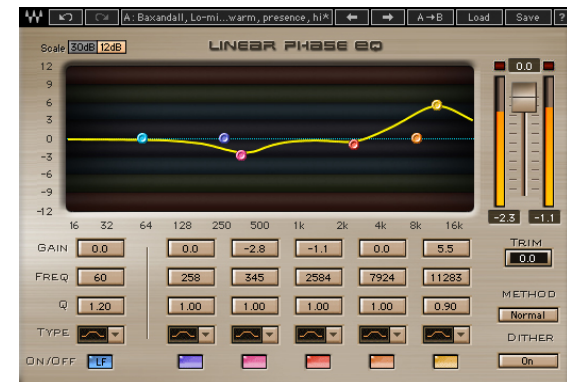 A: Baxandall, Lo-mi...warm, presence, hi* A→B Load Save ?
Scale 30dB 12dB LINEAR PHASE EQ 0.0
12
9
6
3
0
-3
-6
-9
-12
16 32 64 128 250 500 1k 2k 4k 8k 16k
-2.3 -1.1
GAIN 0.0 0.0 -2.8 -1.1 0.0 5.5
TRIM
0.0
FREQ 60 258 345 2584 7924 11283
METHOD
Q 1.20 1.00 1.00 1.00 1.00 0.90
Normal
TYPE
DITHER
ON/OFF LF On